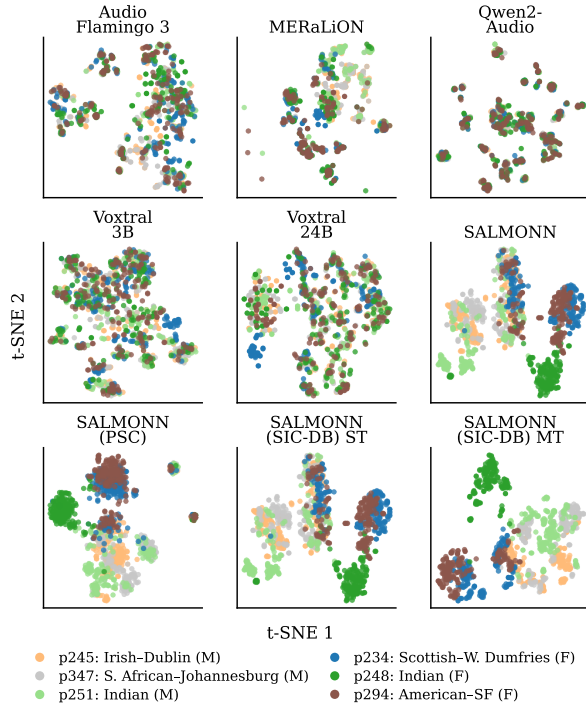 Audio
Flamingo 3
MERaLiON
Qwen2-
Audio
Voxtral
3B
Voxtral
24B
SALMONN
t-SNE 2
SALMONN
(PSC)
SALMONN
(SIC-DB) ST
SALMONN
(SIC-DB) MT
t-SNE 1
p245: Irish–Dublin (M)
p347: S. African–Johannesburg (M)
p251: Indian (M)
p234: Scottish–W. Dumfries (F)
p248: Indian (F)
p294: American–SF (F)